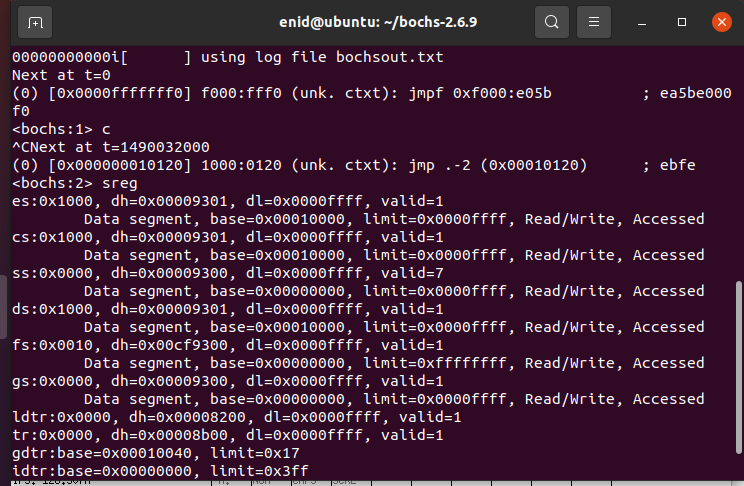 enid@ubuntu: ~/bochs-2.6.9
00000000000i[      ] using log file bochsout.txt
Next at t=0
(0) [0x0000fffffff0] f000:fff0 (unk. ctxt): jmpf 0xf000:e05b          ; ea5be000
f0
<bochs:1> c
^CNext at t=1490032000
(0) [0x000000010120] 1000:0120 (unk. ctxt): jmp .-2 (0x00010120)      ; ebfe
<bochs:2> sreg
es:0x1000, dh=0x00009301, dl=0x0000ffff, valid=1
        Data segment, base=0x00010000, limit=0x0000ffff, Read/Write, Accessed
cs:0x1000, dh=0x00009301, dl=0x0000ffff, valid=1
        Data segment, base=0x00010000, limit=0x0000ffff, Read/Write, Accessed
ss:0x0000, dh=0x00009300, dl=0x0000ffff, valid=7
        Data segment, base=0x00000000, limit=0x0000ffff, Read/Write, Accessed
ds:0x1000, dh=0x00009301, dl=0x0000ffff, valid=1
        Data segment, base=0x00010000, limit=0x0000ffff, Read/Write, Accessed
fs:0x0010, dh=0x00cf9300, dl=0x0000ffff, valid=1
        Data segment, base=0x00000000, limit=0xffffffff, Read/Write, Accessed
gs:0x0000, dh=0x00009300, dl=0x0000ffff, valid=1
        Data segment, base=0x00000000, limit=0x0000ffff, Read/Write, Accessed
ldtr:0x0000, dh=0x00008200, dl=0x0000ffff, valid=1
tr:0x0000, dh=0x00008b00, dl=0x0000ffff, valid=1
gdtr:base=0x00010040, limit=0x17
idtr:base=0x00000000, limit=0x3ff